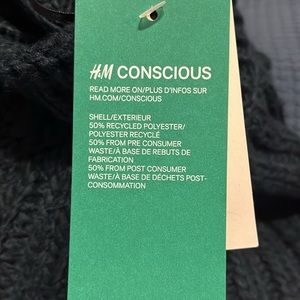 H&M CONSCIOUS
READ MORE ON/PLUS D'INFOS SUR
HM.COM/CONSCIOUS
SHELL/EXTERIEUR
50% RECYCLED POLYESTER/
POLYESTER RECYCLÉ
50% FROM PRE CONSUMER
WASTE/À BASE DE REBUTS DE
FABRICATION
50% FROM POST CONSUMER
WASTE/À BASE DE DÉCHETS POST-
CONSOMMATION